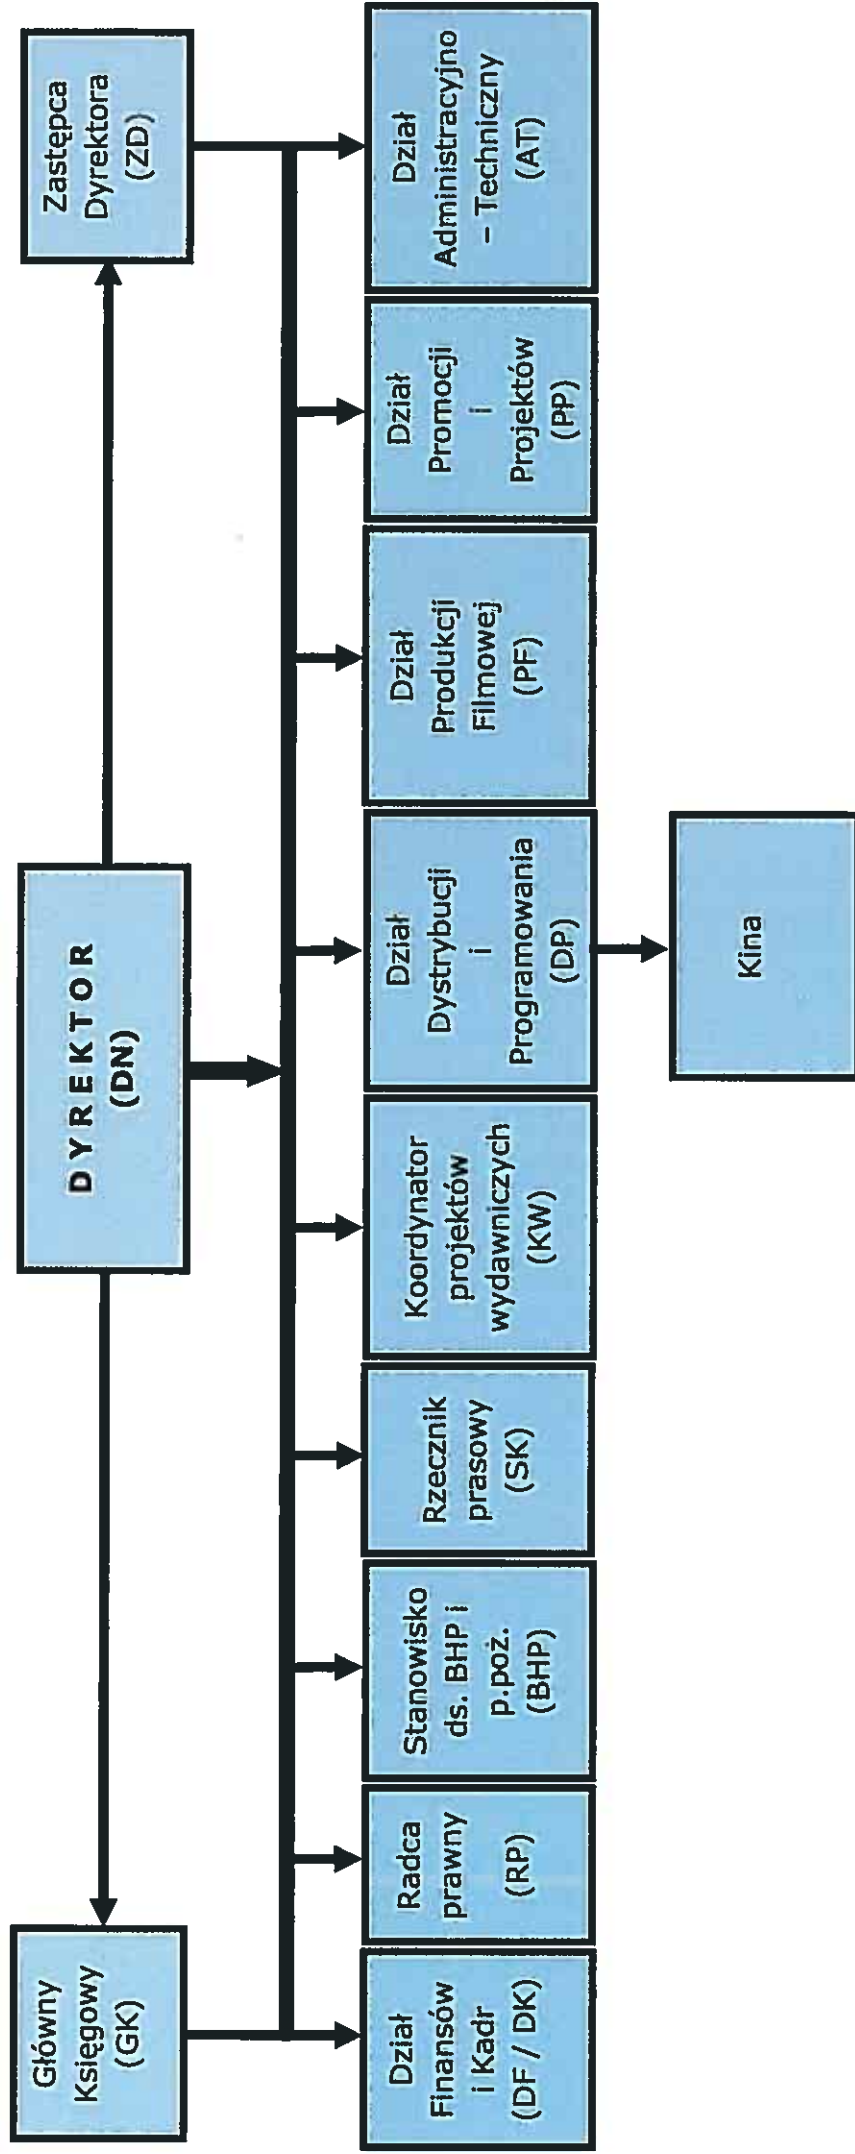 Główny
Księgowy
(GK)
DYREKTOR
(DN)
Zastępca
Dyrektora
(ZD)
Dział
Finansów
i Kadr
(DF / DK)
Radca
prawny
(RP)
Stanowisko
ds. BHP i
p.poż.
(BHP)
Rzecznik
prasowy
(SK)
Koordynator
projektów
wydawniczych
(KW)
Dział
Dystrybucji
i
Programowania
(DP)
Dział
Produkcji
Filmowej
(PF)
Dział
Promocji
i
Projektów
(PP)
Dział
Administracyjno
– Techniczny
(AT)
Kina